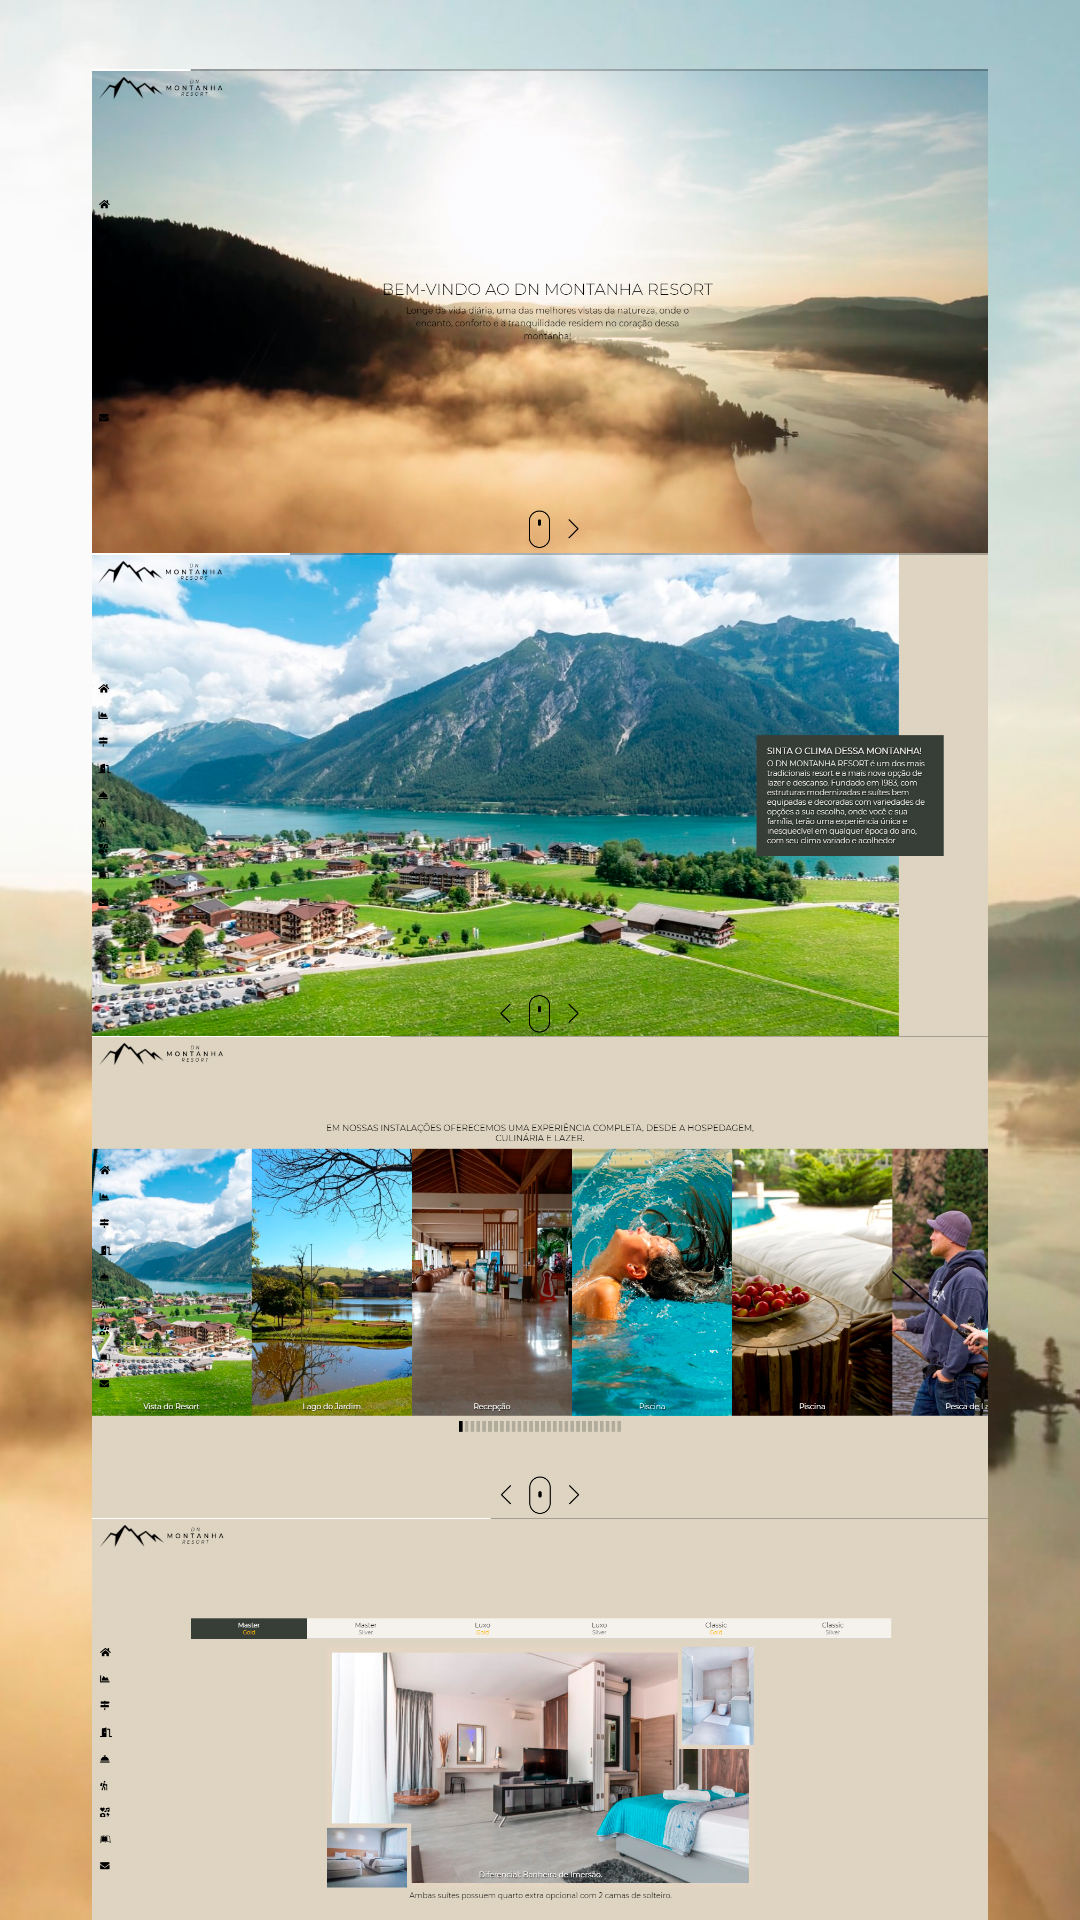 DN
MONTANHA
RESORT
BEM-VINDO AO DN MONTANHA RESORT
Longe da vida diária, uma das melhores vistas da natureza, onde o
encanto, conforto e a tranquilidade residem no coração dessa
montanha!
DN
MONTANHA
RESORT
SINTA O CLIMA DESSA MONTANHA!
O DN MONTANHA RESORT é um dos mais
tradicionais resort e a mais nova opção de
lazer e descanso. Fundado em 1983, com
estruturas modernizadas e suítes bem
equipadas e decoradas com variedades de
opções a sua escolha, onde você e sua
família, terão uma experiência única e
inesquecível em qualquer época do ano,
com seu clima variado e acolhedor
DN
MONTANHA
RESORT
EM NOSSAS INSTALAÇÕES OFERECEMOS UMA EXPERIÊNCIA COMPLETA, DESDE A HOSPEDAGEM,
CULINÁRIA E LAZER.
Vista do Resort
Lago do Jardim
Recepção
Piscina
Piscina
Pesca de La
DN
MONTANHA
RESORT
Master
Gold
Master
Silver
Luxo
Gold
Luxo
Silver
Classic
Gold
Classic
Silver
Diferencial: Banheira de imersão.
Ambas suítes possuem quarto extra opcional com 2 camas de solteiro.